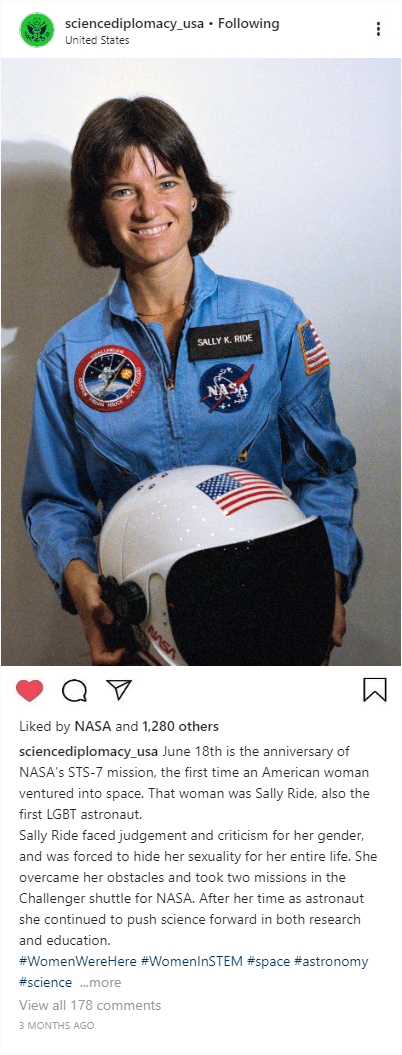 sciencediplomacy_usa • Following
United States
SALLY K. RIDE
CHALLENGER
NASA
CRIPPEN FABIAN HAUCK RIDE THAGARD
NASA
Liked by NASA and 1,280 others
sciencediplomacy_usa June 18th is the anniversary of
NASA's STS-7 mission, the first time an American woman
ventured into space. That woman was Sally Ride, also the
first LGBT astronaut.
Sally Ride faced judgement and criticism for her gender,
and was forced to hide her sexuality for her entire life. She
overcame her obstacles and took two missions in the
Challenger shuttle for NASA. After her time as astronaut
she continued to push science forward in both research
and education.
#WomenWereHere #WomenInSTEM #space #astronomy
#science ...more
View all 178 comments
3 MONTHS AGO